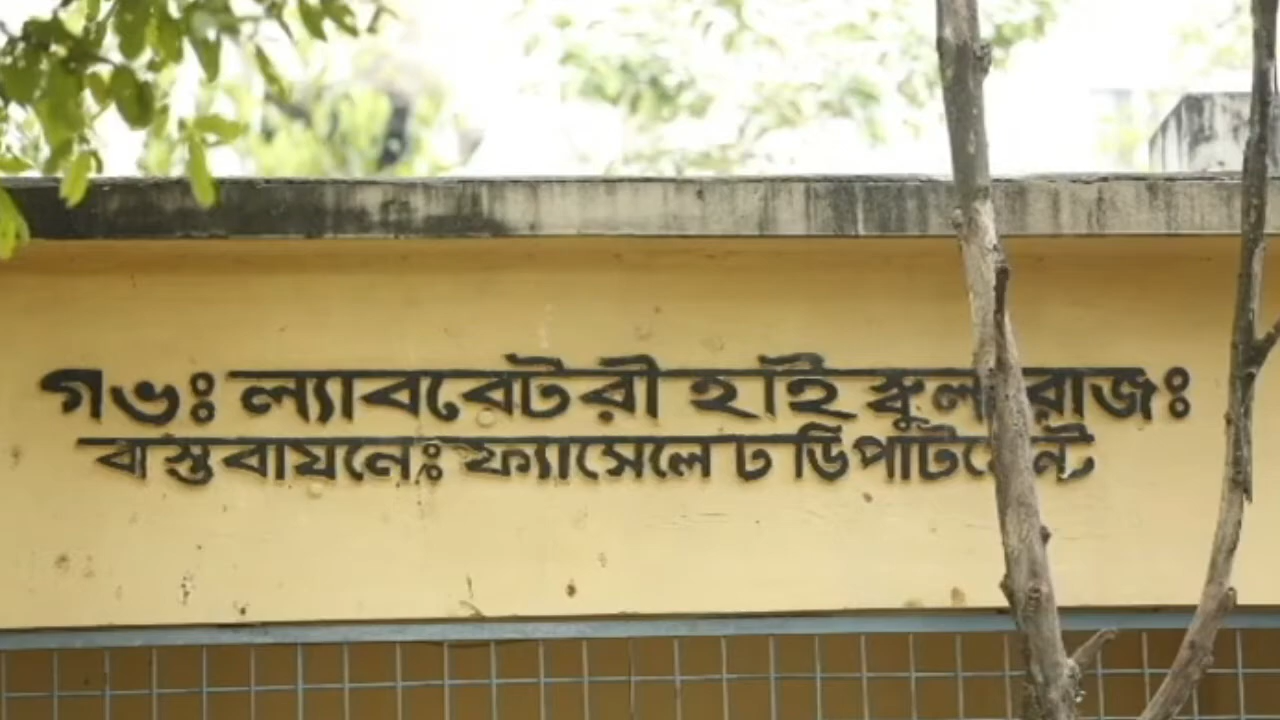 গভঃ ল্যাবরেটরী হাই স্কুল রাজঃ
বাস্তবায়নেঃ ফ্যাসেলে ট ডিপার্টমেন্ট